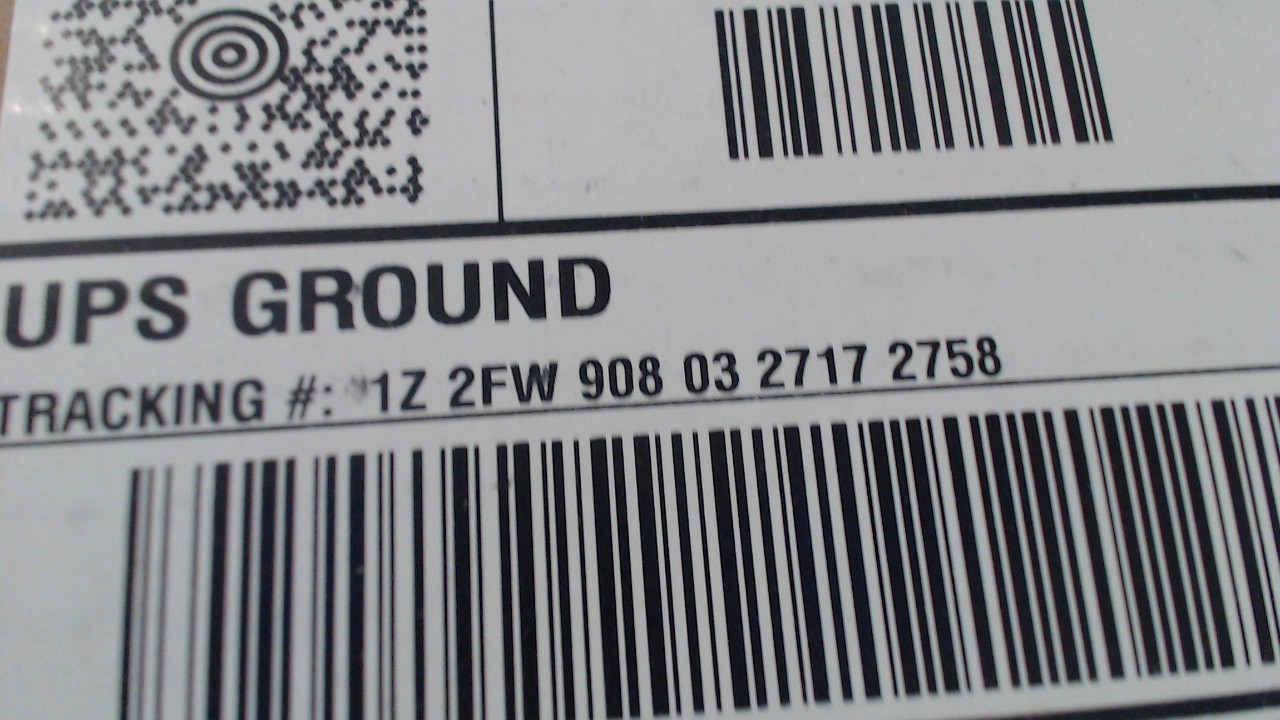 UPS GROUND
TRACKING #: 1Z 2FW 908 03 2717 2758